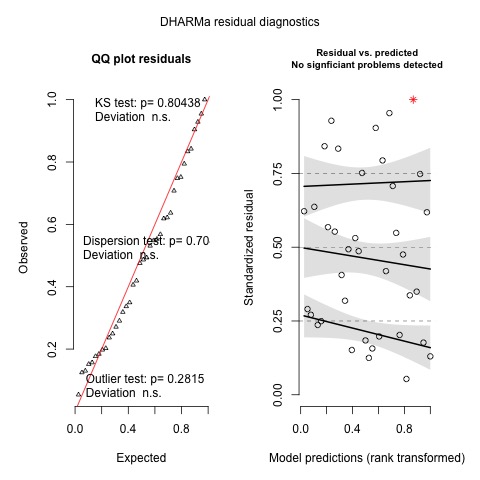 DHARMa residual diagnostics
QQ plot residuals
KS test: p= 0.80438
Deviation n.s.
Dispersion test: p= 0.70
Deviation n.s.
Outlier test: p= 0.2815
Deviation n.s.
Observed
1.0
0.8
0.6
0.4
0.2
0.0
0.4
0.8
Expected
Residual vs. predicted
No signficiant problems detected
Standardized residual
1.00
0.75
0.50
0.25
0.00
0.0
0.4
0.8
Model predictions (rank transformed)